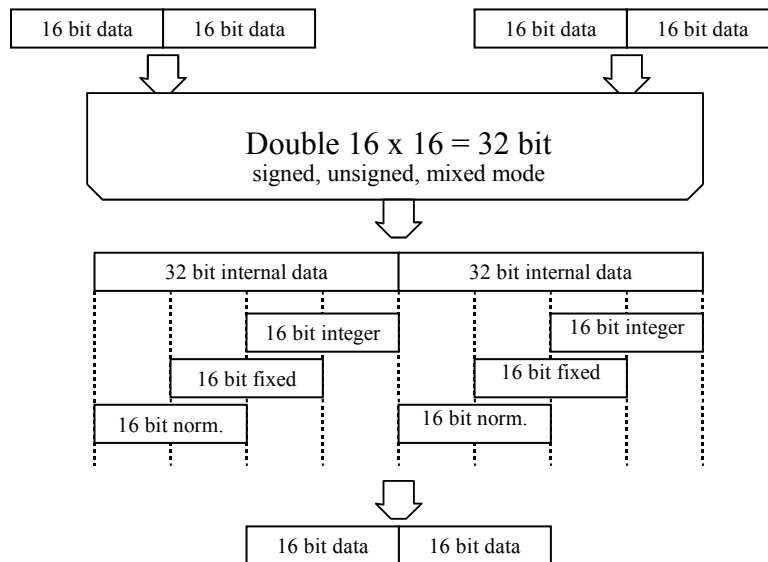 16 bit data 16 bit data 16 bit data 16 bit data
Double 16 x 16 = 32 bit
signed, unsigned, mixed mode
32 bit internal data 32 bit internal data
16 bit integer 16 bit integer
16 bit fixed 16 bit fixed
16 bit norm. 16 bit norm.
16 bit data 16 bit data